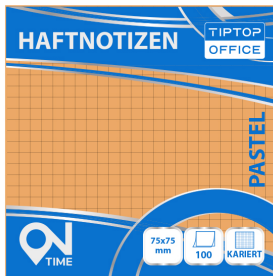 HAFTNOTIZEN
TIPTOP
OFFICE
PASTEL
ON
TIME
75x75
mm
100
KARIERT